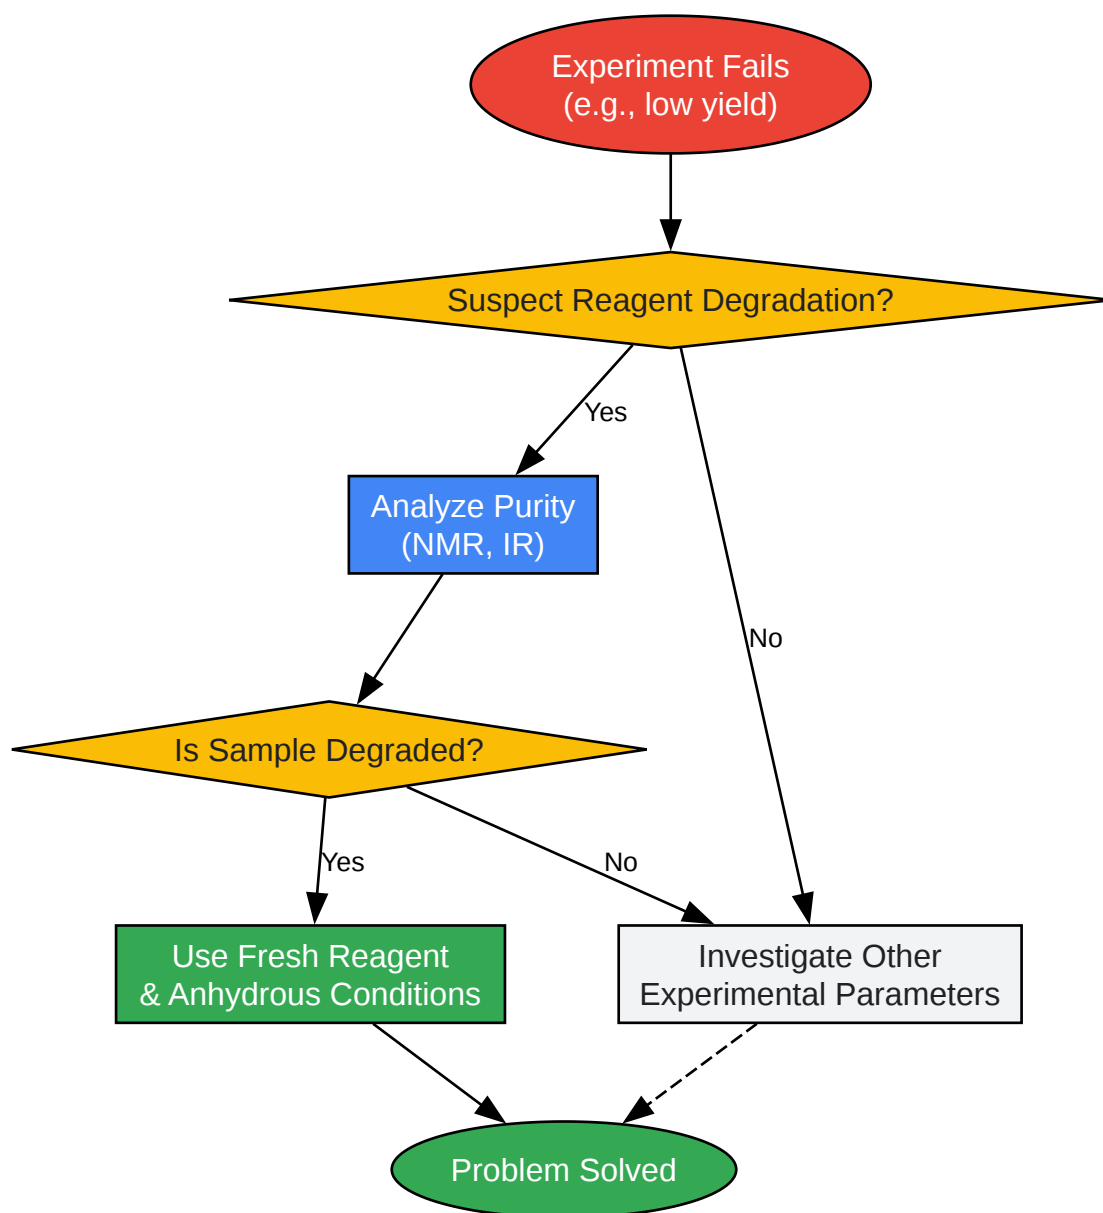 Experiment Fails
(e.g., low yield)
Suspect Reagent Degradation?
Yes
Analyze Purity
(NMR, IR)
No
Is Sample Degraded?
Yes
No
Use Fresh Reagent
& Anhydrous Conditions
Investigate Other
Experimental Parameters
Problem Solved